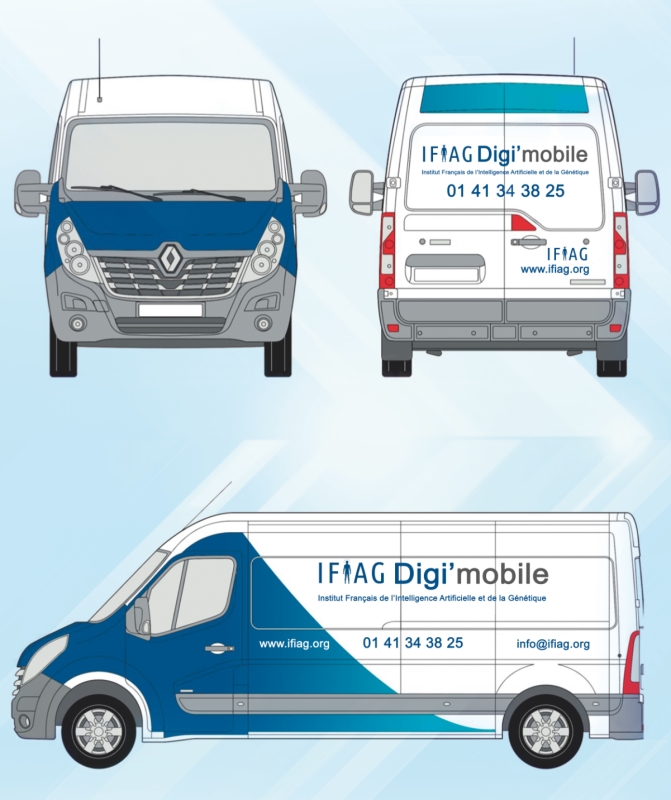 IFIAG Digi'mobile
Institut Français de l'Intelligence Artificielle et de la Génétique
01 41 34 38 25
IFIAG
www.ifiag.org
IFIAG Digi'mobile
Institut Français de l'Intelligence Artificielle et de la Génétique
www.ifiag.org 01 41 34 38 25 info@ifiag.org